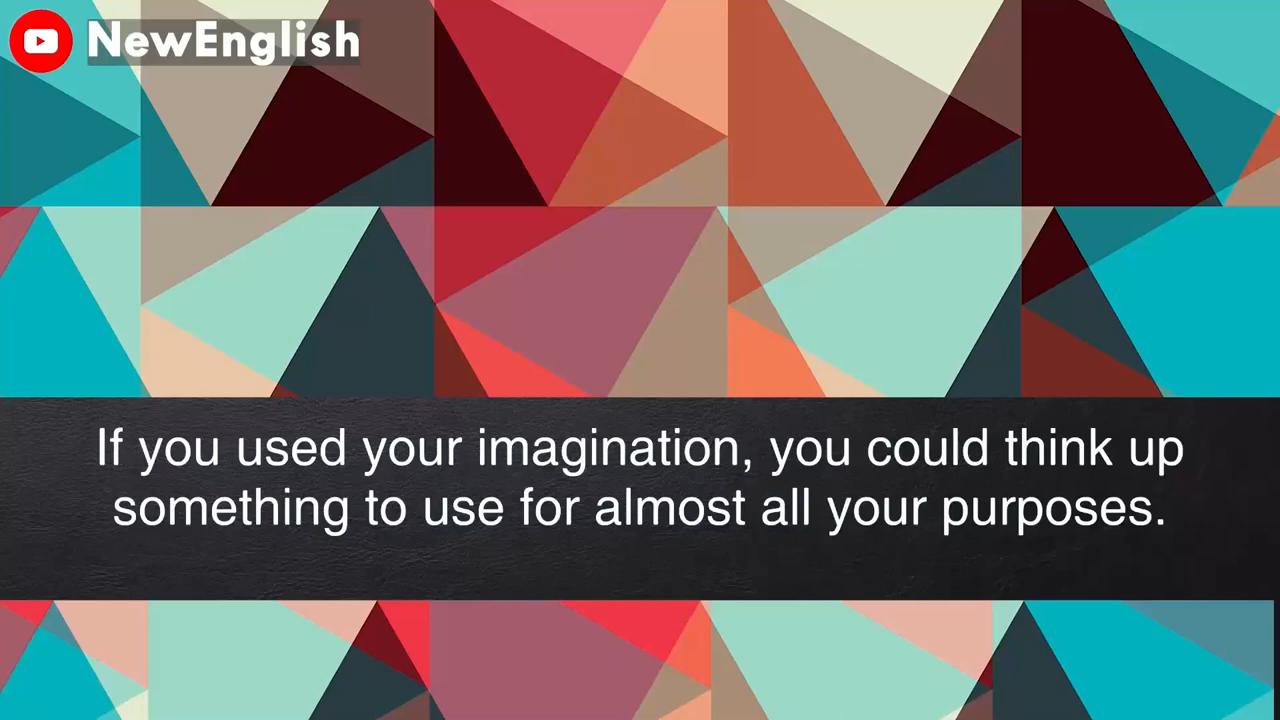 NewEnglish
If you used your imagination, you could think up
something to use for almost all your purposes.